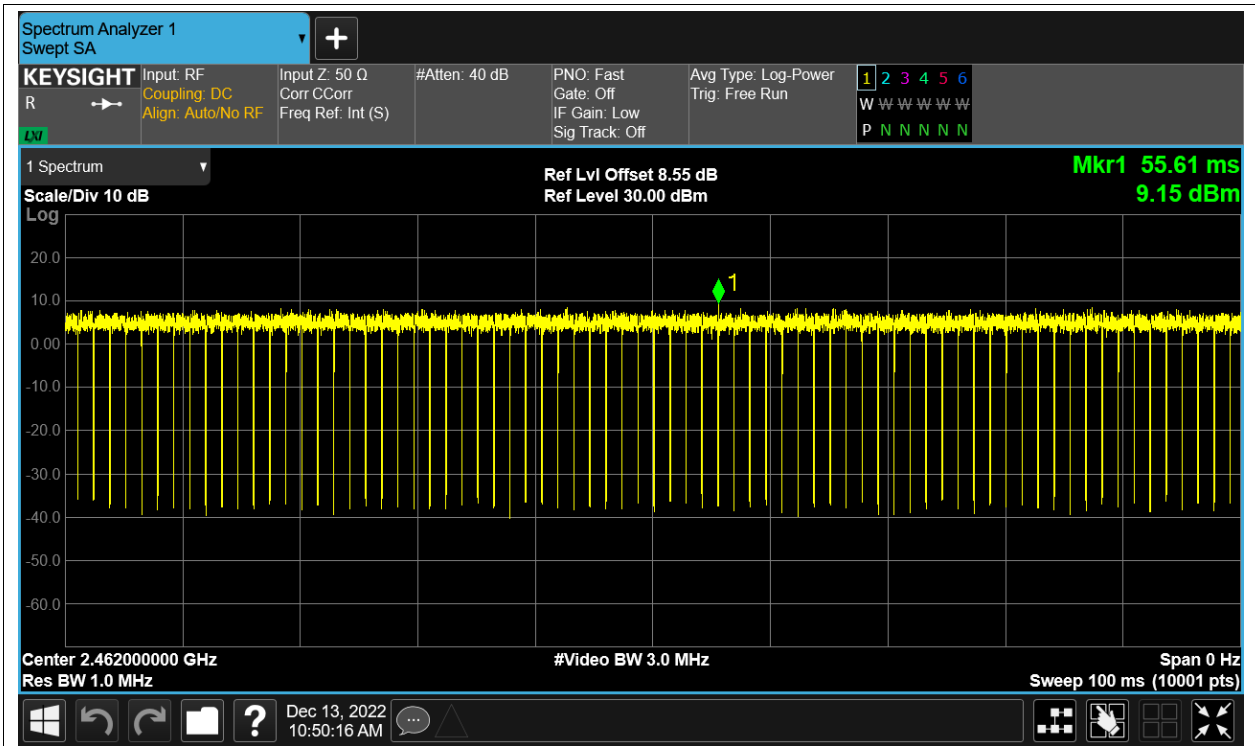 Spectrum Analyzer 1
Swept SA
KEYSIGHT
R
LXI
Input: RF
Coupling: DC
Align: Auto/No RF
Input Z: 50 Ω
Corr CCorr
Freq Ref: Int (S)
#Atten: 40 dB
PNO: Fast
Gate: Off
IF Gain: Low
Sig Track: Off
Avg Type: Log-Power
Trig: Free Run
1 2 3 4 5 6
W W W W W W
P N N N N N
1 Spectrum
Scale/Div 10 dB
Ref Lvl Offset 8.55 dB
Ref Level 30.00 dBm
Mkr1 55.61 ms
9.15 dBm
Log
20.0
10.0
0.00
-10.0
-20.0
-30.0
-40.0
-50.0
-60.0
1
Center 2.462000000 GHz
Res BW 1.0 MHz
#Video BW 3.0 MHz
Span 0 Hz
Sweep 100 ms (10001 pts)
?
Dec 13, 2022
10:50:16 AM